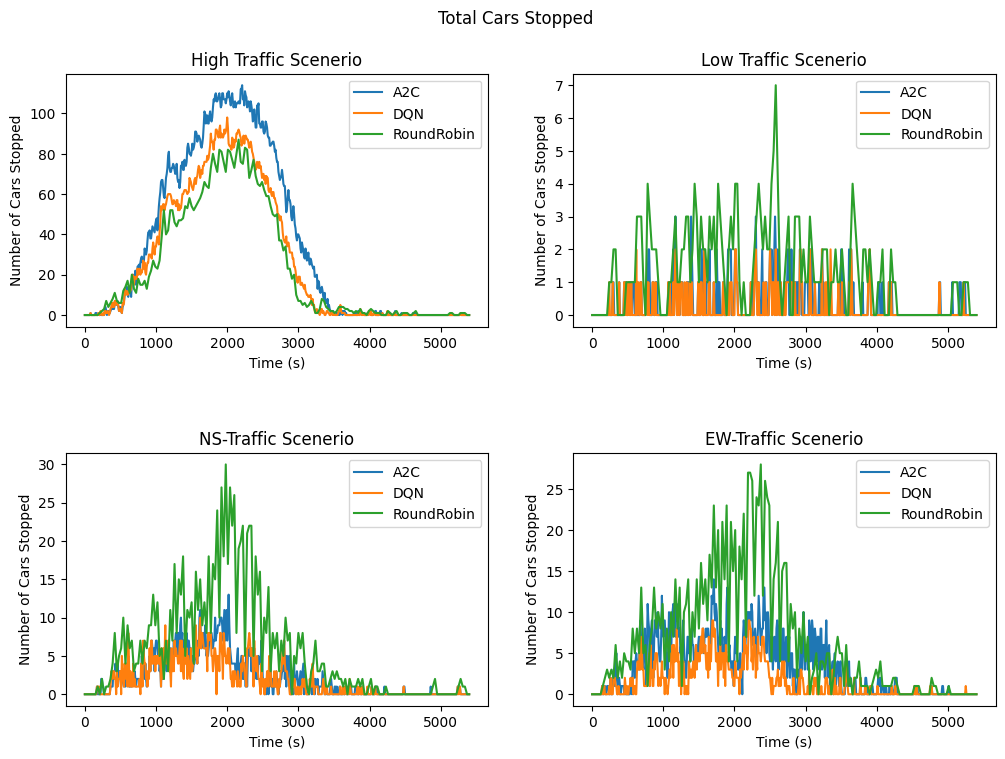 Total Cars Stopped
High Traffic Scenerio
Number of Cars Stopped
100
80
60
40
20
0
0 1000 2000 3000 4000 5000
Time (s)
A2C
DQN
RoundRobin
Low Traffic Scenerio
Number of Cars Stopped
7
6
5
4
3
2
1
0
0 1000 2000 3000 4000 5000
Time (s)
A2C
DQN
RoundRobin
NS-Traffic Scenerio
Number of Cars Stopped
30
25
20
15
10
5
0
0 1000 2000 3000 4000 5000
Time (s)
A2C
DQN
RoundRobin
EW-Traffic Scenerio
Number of Cars Stopped
25
20
15
10
5
0
0 1000 2000 3000 4000 5000
Time (s)
A2C
DQN
RoundRobin